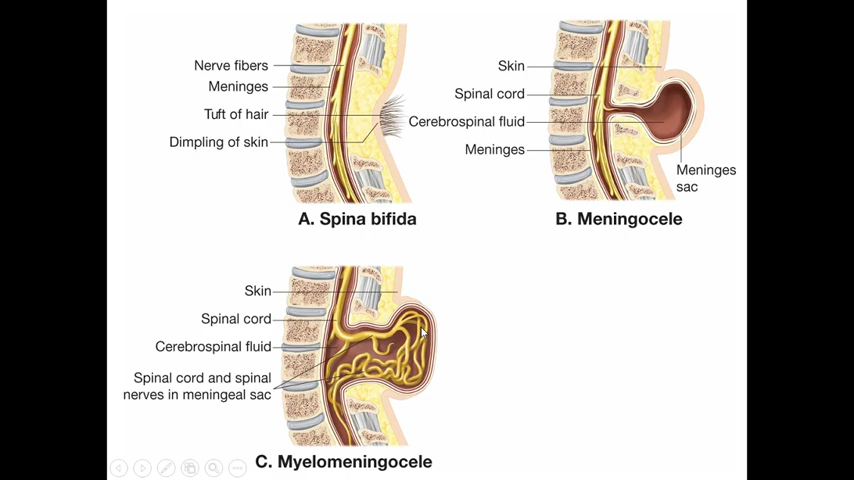 Nerve fibers
Meninges
Tuft of hair
Dimpling of skin
A. Spina bifida
Skin
Spinal cord
Cerebrospinal fluid
Meninges
Meninges
sac
B. Meningocele
Skin
Spinal cord
Cerebrospinal fluid
Spinal cord and spinal
nerves in meningeal sac
C. Myelomeningocele